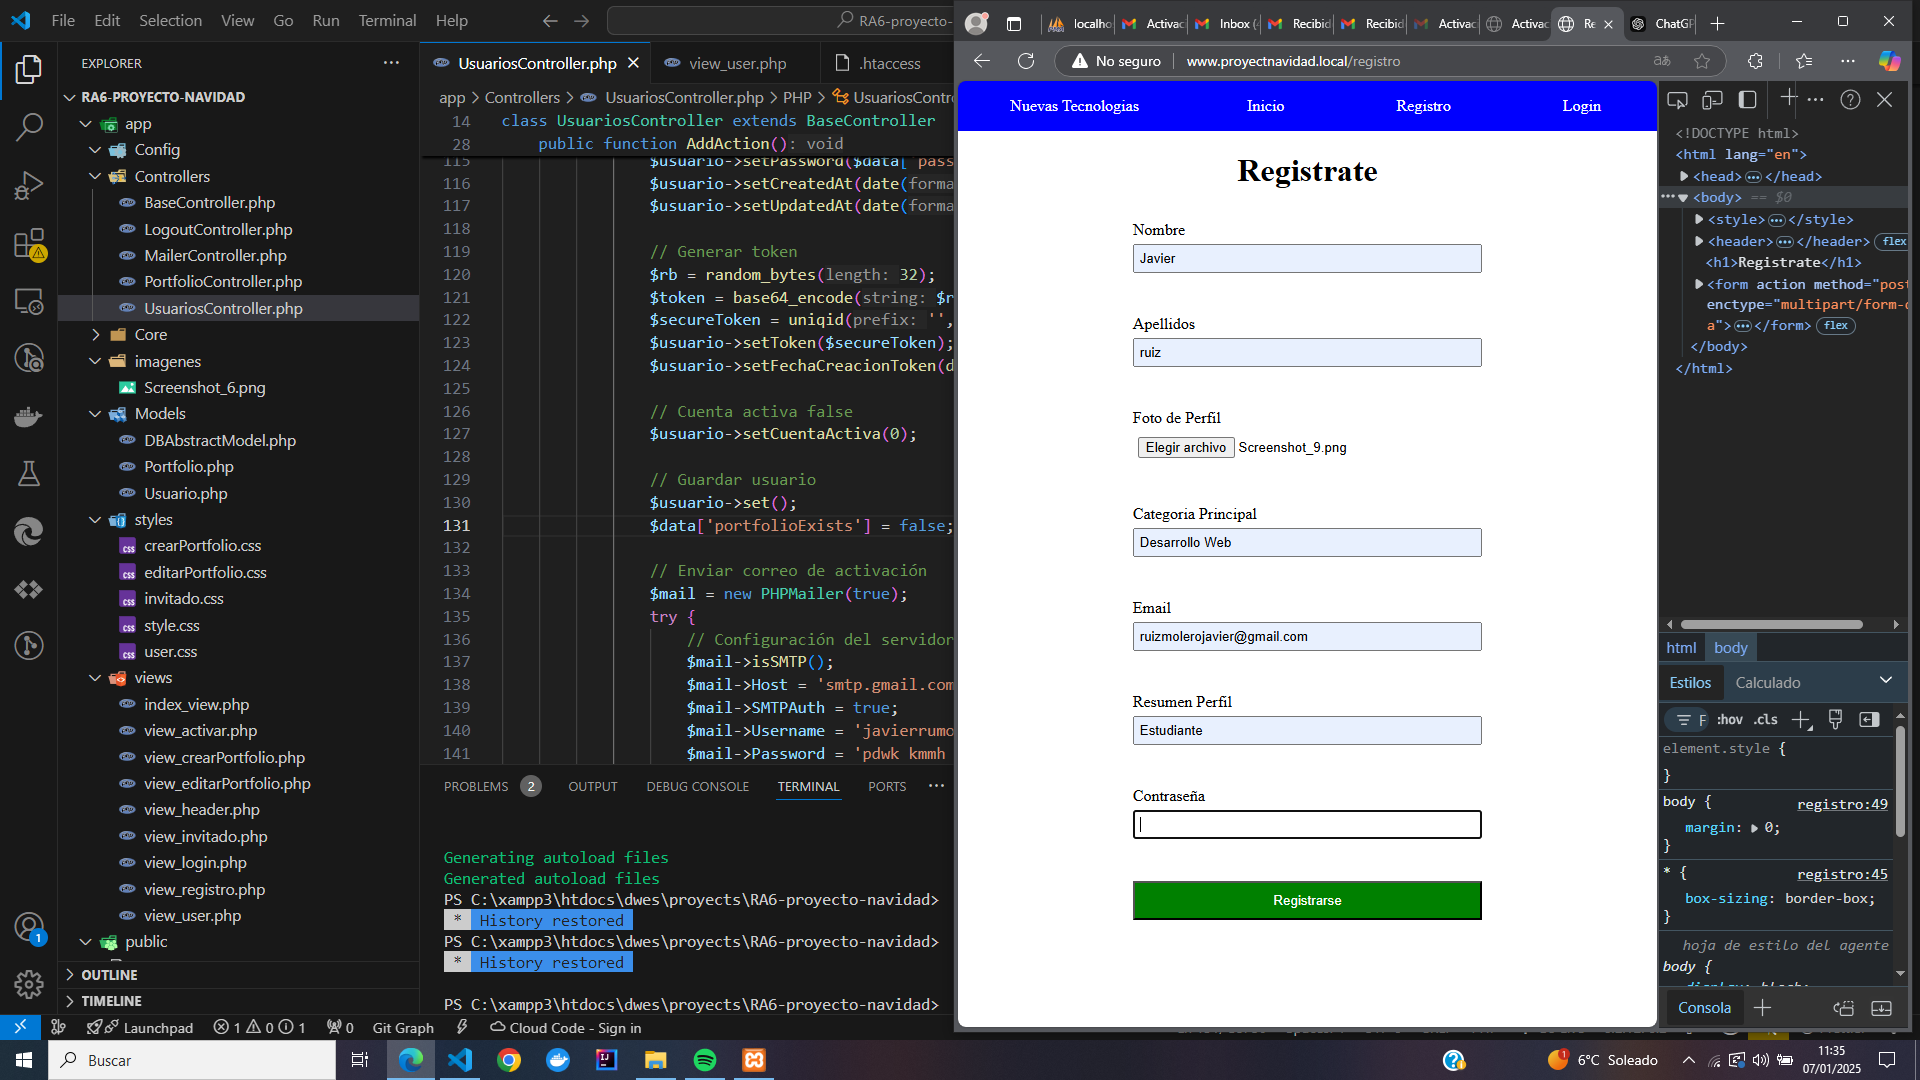 File Edit Selection View Go Run Terminal Help
RA6-proyecto-
EXPLORER
RA6-PROYECTO-NAVIDAD
app
Config
Controllers
BaseController.php
LogoutController.php
MailerController.php
PortfolioController.php
UsuariosController.php
Core
imagenes
Screenshot_6.png
Models
DBAbstractModel.php
Portfolio.php
Usuario.php
styles
crearPortfolio.css
editarPortfolio.css
invitado.css
style.css
user.css
views
index_view.php
view_activar.php
view_crearPortfolio.php
view_editarPortfolio.php
view_header.php
view_invitado.php
view_login.php
view_registro.php
view_user.php
public
OUTLINE
TIMELINE
UsuariosController.php view_user.php .htaccess
app > Controllers > UsuariosController.php > PHP > UsuariosContr
14 class UsuariosController extends BaseController
28 public function AddAction(): void
115 $usuario->setPassword($data['pass
116 $usuario->setCreatedAt(date(forma
117 $usuario->setUpdatedAt(date(forma
118
119 // Generar token
120 $rb = random_bytes(length: 32);
121 $token = base64_encode(string: $r
122 $secureToken = uniqid(prefix: '',
123 $usuario->setToken($secureToken);
124 $usuario->setFechaCreacionToken(d
125
126 // Cuenta activa false
127 $usuario->setCuentaActiva(0);
128
129 // Guardar usuario
130 $usuario->set();
131 $data['portfolioExists'] = false;
132
133 // Enviar correo de activación
134 $mail = new PHPMailer(true);
135 try {
136 // Configuración del servidor
137 $mail->isSMTP();
138 $mail->Host = 'smtp.gmail.com
139 $mail->SMTPAuth = true;
140 $mail->Username = 'javierrumo
141 $mail->Password = 'pdwk kmmh
PROBLEMS 2 OUTPUT DEBUG CONSOLE TERMINAL PORTS
Generating autoload files
Generated autoload files
PS C:\xampp3\htdocs\dwes\proyects\RA6-proyecto-navidad>
* History restored
PS C:\xampp3\htdocs\dwes\proyects\RA6-proyecto-navidad>
* History restored
PS C:\xampp3\htdocs\dwes\proyects\RA6-proyecto-navidad>
Launchpad 1 0 1 0 Git Graph Cloud Code - Sign in
localho Activac Inbox ( Recibid Recibid Activac Activac Re ChatGP
No seguro www.proyectnavidad.local/registro
Nuevas Tecnologias Inicio Registro Login
Registrate
Nombre
Javier
Apellidos
ruiz
Foto de Perfil
Elegir archivo Screenshot_9.png
Categoria Principal
Desarrollo Web
Email
ruizmolerojavier@gmail.com
Resumen Perfil
Estudiante
Contraseña
Registrarse
<!DOCTYPE html>
<html lang="en">
<head> </head>
<body> == $0
<style> </style>
<header> </header> flex
<h1>Registrate</h1>
<form action method="post
enctype="multipart/form-d
a"> </form> flex
</body>
</html>
html body
Estilos Calculado
F :hov .cls
element.style {
}
body { registro:49
margin: 0;
}
* { registro:45
box-sizing: border-box;
}
hoja de estilo del agente
body {
Consola
Buscar
1 6°C Soleado 11:35
07/01/2025